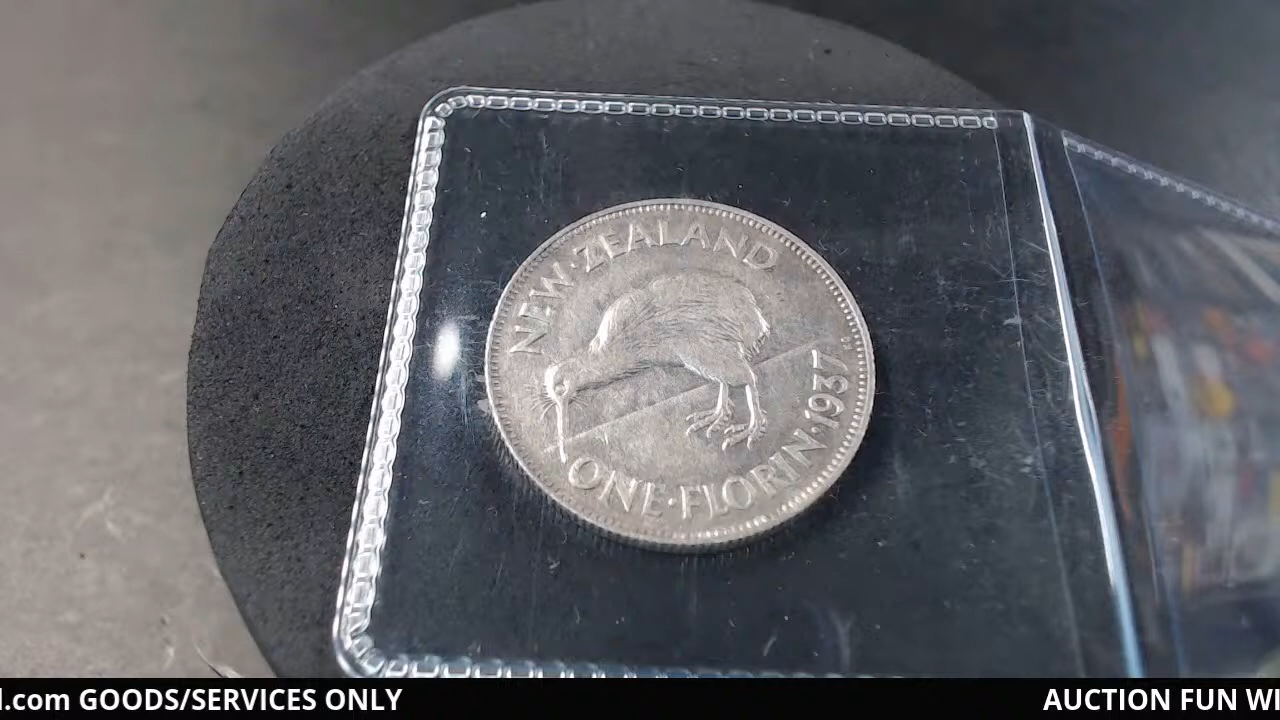 NEW·ZEALAND
ONE·FLORIN·1937
l.com GOODS/SERVICES ONLY
AUCTION FUN WI